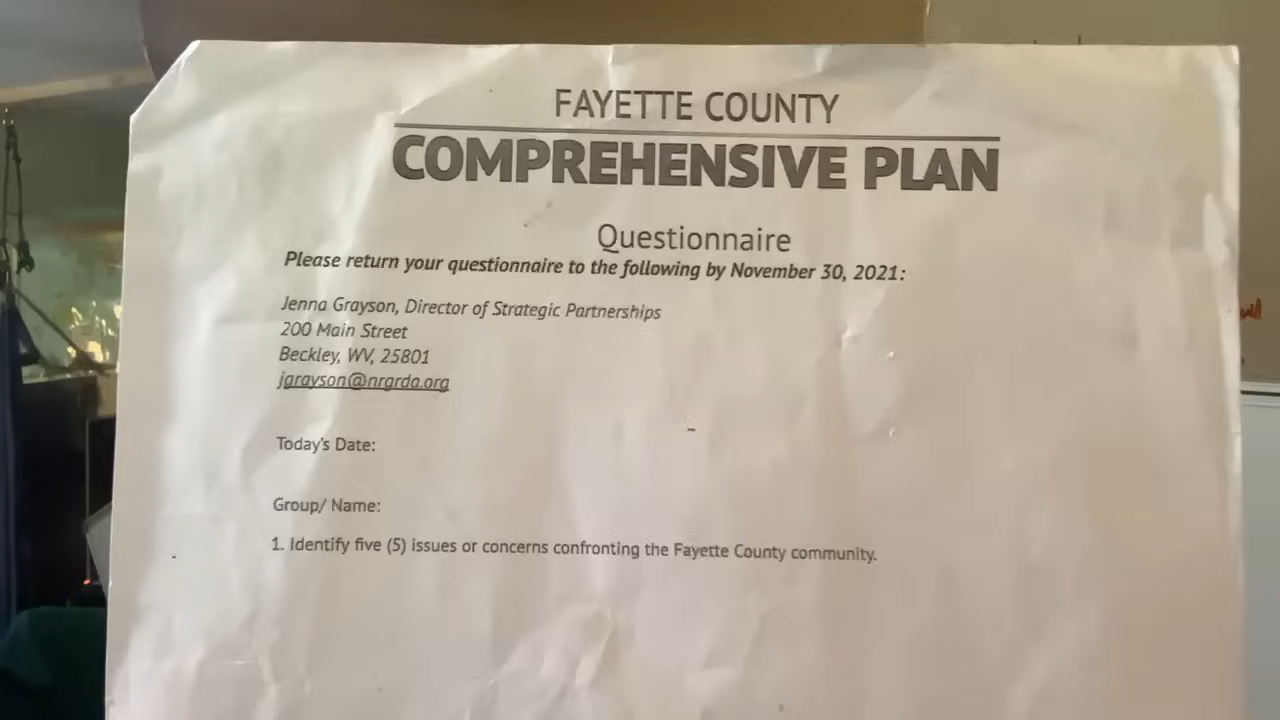 FAYETTE COUNTY
COMPREHENSIVE PLAN
Questionnaire
Please return your questionnaire to the following by November 30, 2021:
Jenna Grayson, Director of Strategic Partnerships
200 Main Street
Beckley, WV, 25801
jgrayson@nrgrda.org
Today's Date:
Group/ Name:
1. Identify five (5) issues or concerns confronting the Fayette County community.